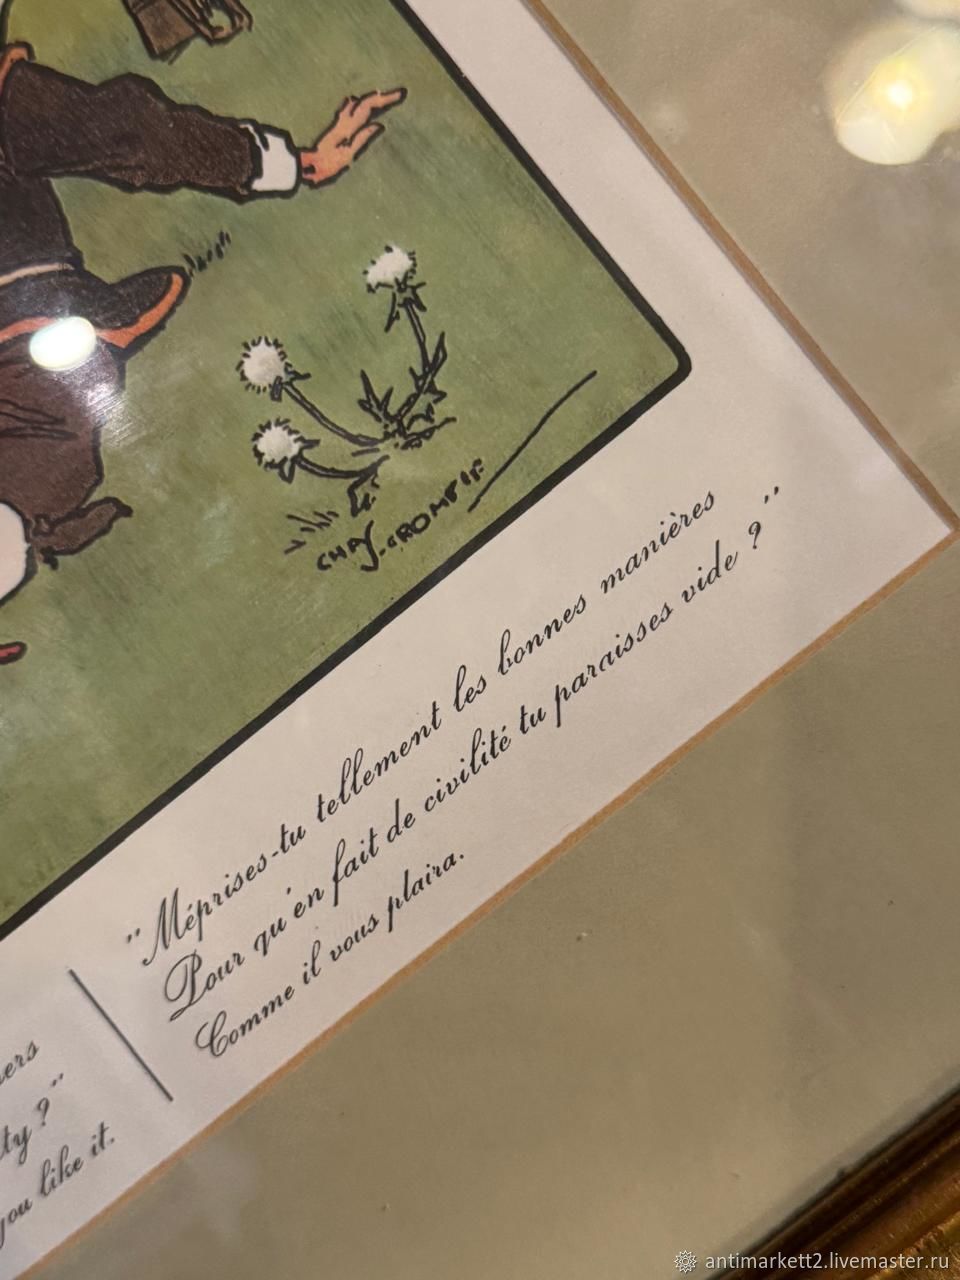 CHAS. CROMBIE
"Méprises-tu tellement les bonnes manières
Pour qu'en fait de civilité tu paraisses vide ?"
Comme il vous plaira.
ty ?"
you like it.
antimarkett2.livemaster.ru